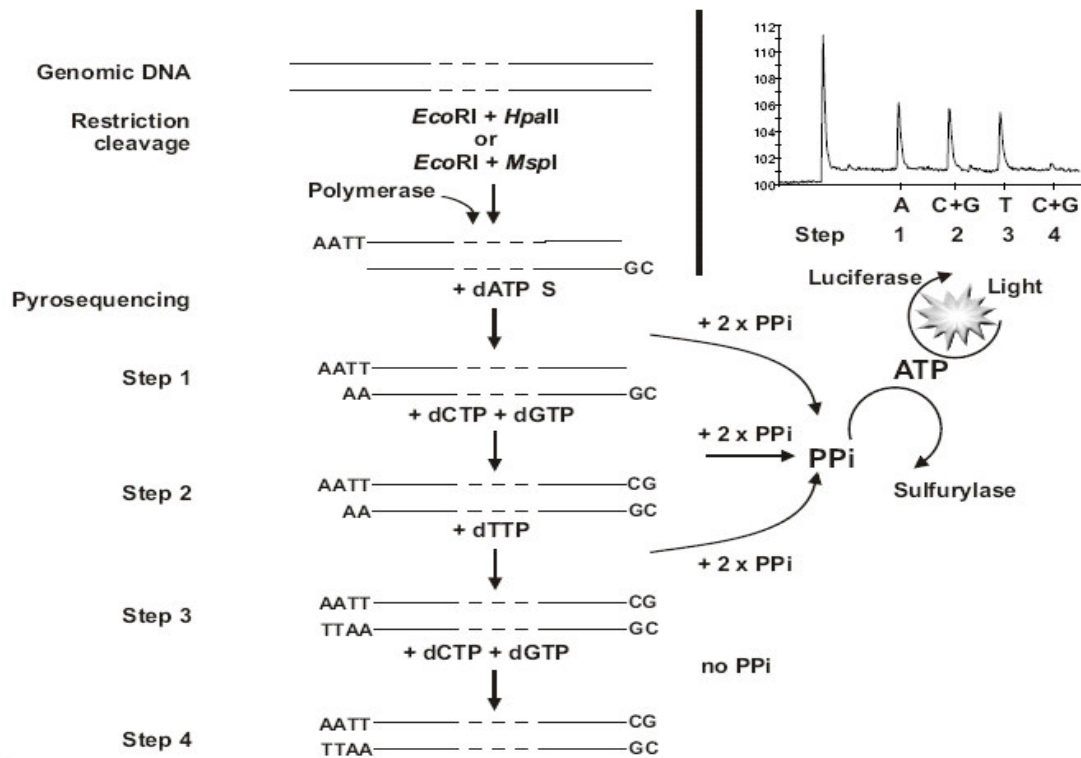 Genomic DNA
Restriction
cleavage
EcoRI + HpaII
or
EcoRI + MspI
Polymerase
AATT
GC
+ dATP S
Pyrosequencing
Step 1
AATT
AA
GC
+ dCTP + dGTP
Step 2
AATT
CG
AA
GC
+ dTTP
Step 3
AATT
CG
TTAA
GC
+ dCTP + dGTP
Step 4
AATT
CG
TTAA
GC
+ 2 x PPi
+ 2 x PPi
+ 2 x PPi
no PPi
PPi
Sulfurylase
ATP
Luciferase
Light
112
110
108
106
104
102
100
A C+G T C+G
Step 1 2 3 4